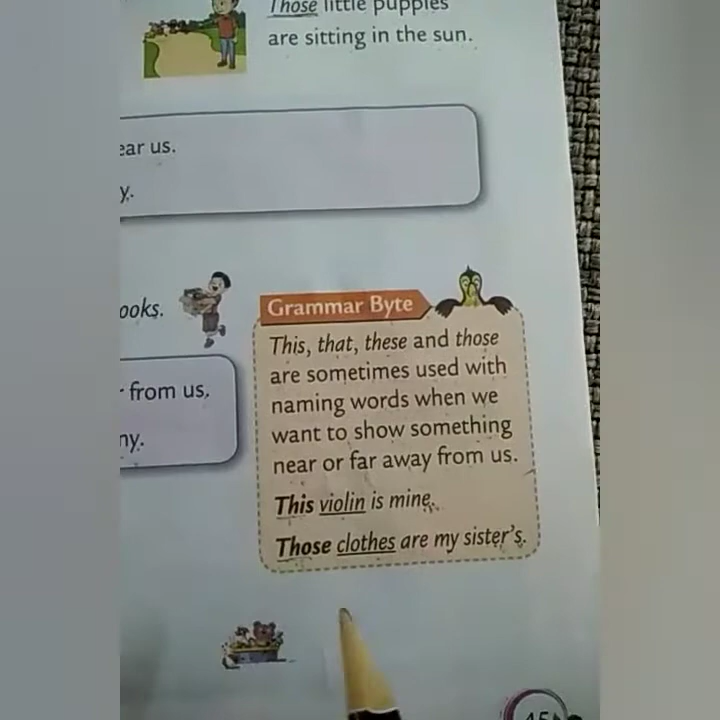 Those little puppies
are sitting in the sun.
ear us.
y.
ooks.
from us,
ny.
Grammar Byte
This, that, these and those
are sometimes used with
naming words when we
want to show something
near or far away from us.
This violin is mine.
Those clothes are my sister's.
45